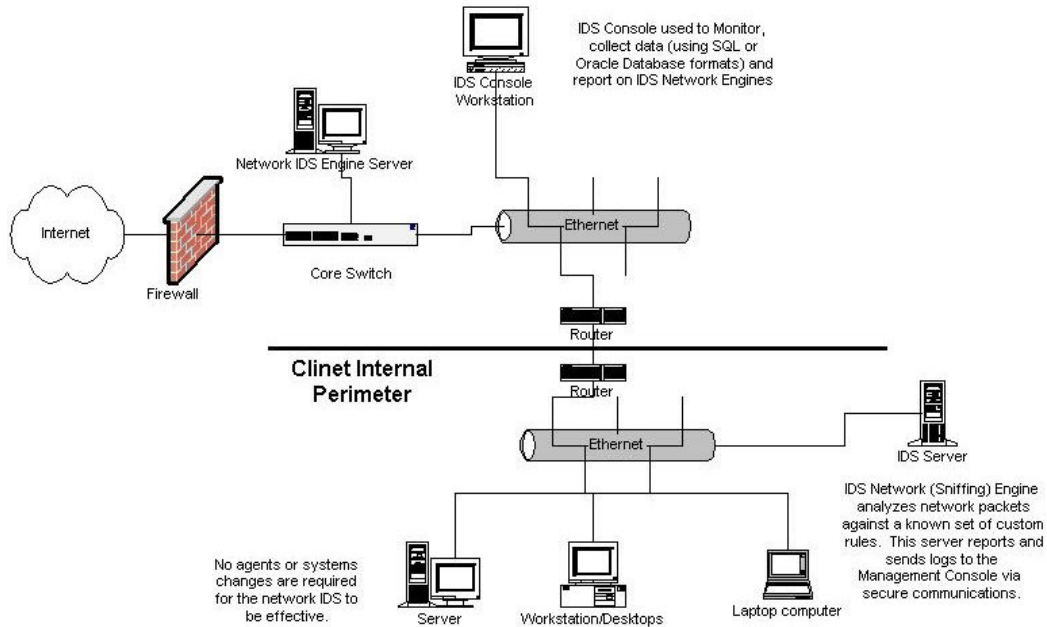 IDS Console used to Monitor,
collect data (using SQL or
Oracle Database formats) and
report on IDS Network Engines
IDS Console
Workstation
Network IDS Engine Server
Internet
Firewall
Core Switch
Ethernet
Router
Clinet Internal
Perimeter
Router
Ethernet
IDS Server
IDS Network (Sniffing) Engine
analyzes network packets
against a known set of custom
rules. This server reports and
sends logs to the
Management Console via
secure communications.
No agents or systems
changes are required
for the network IDS to
be effective.
Server
Workstation/Desktops
Laptop computer